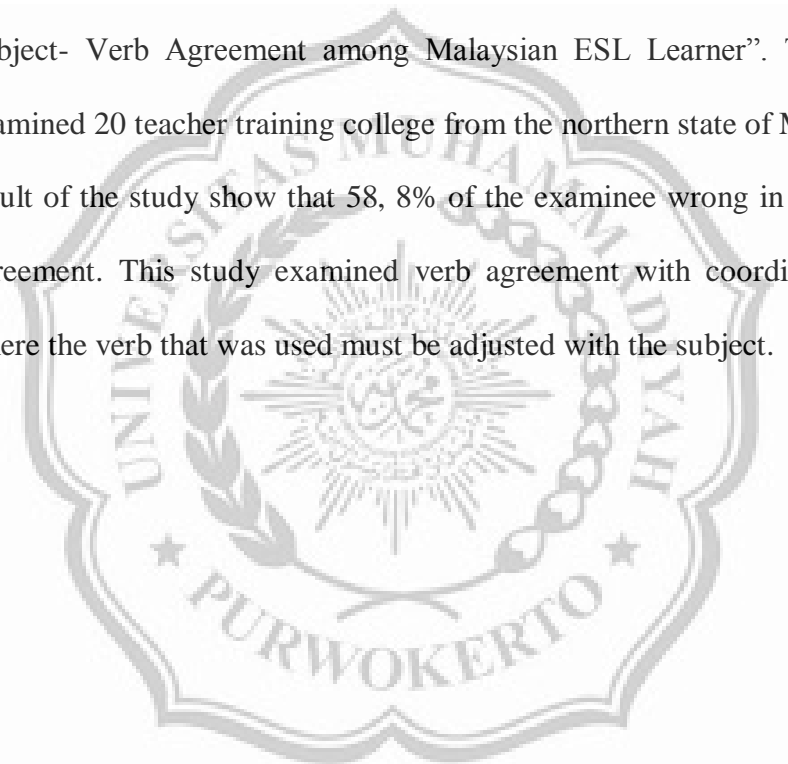 bject- Verb Agreement among Malaysian ESL Learner”. T
amined 20 teacher training college from the northern state of M
ult of the study show that 58, 8% of the examinee wrong in
reement. This study examined verb agreement with coordi
ere the verb that was used must be adjusted with the subject.
UNIVERSITAS MUHAMMADIYAH
PURWOKERTO